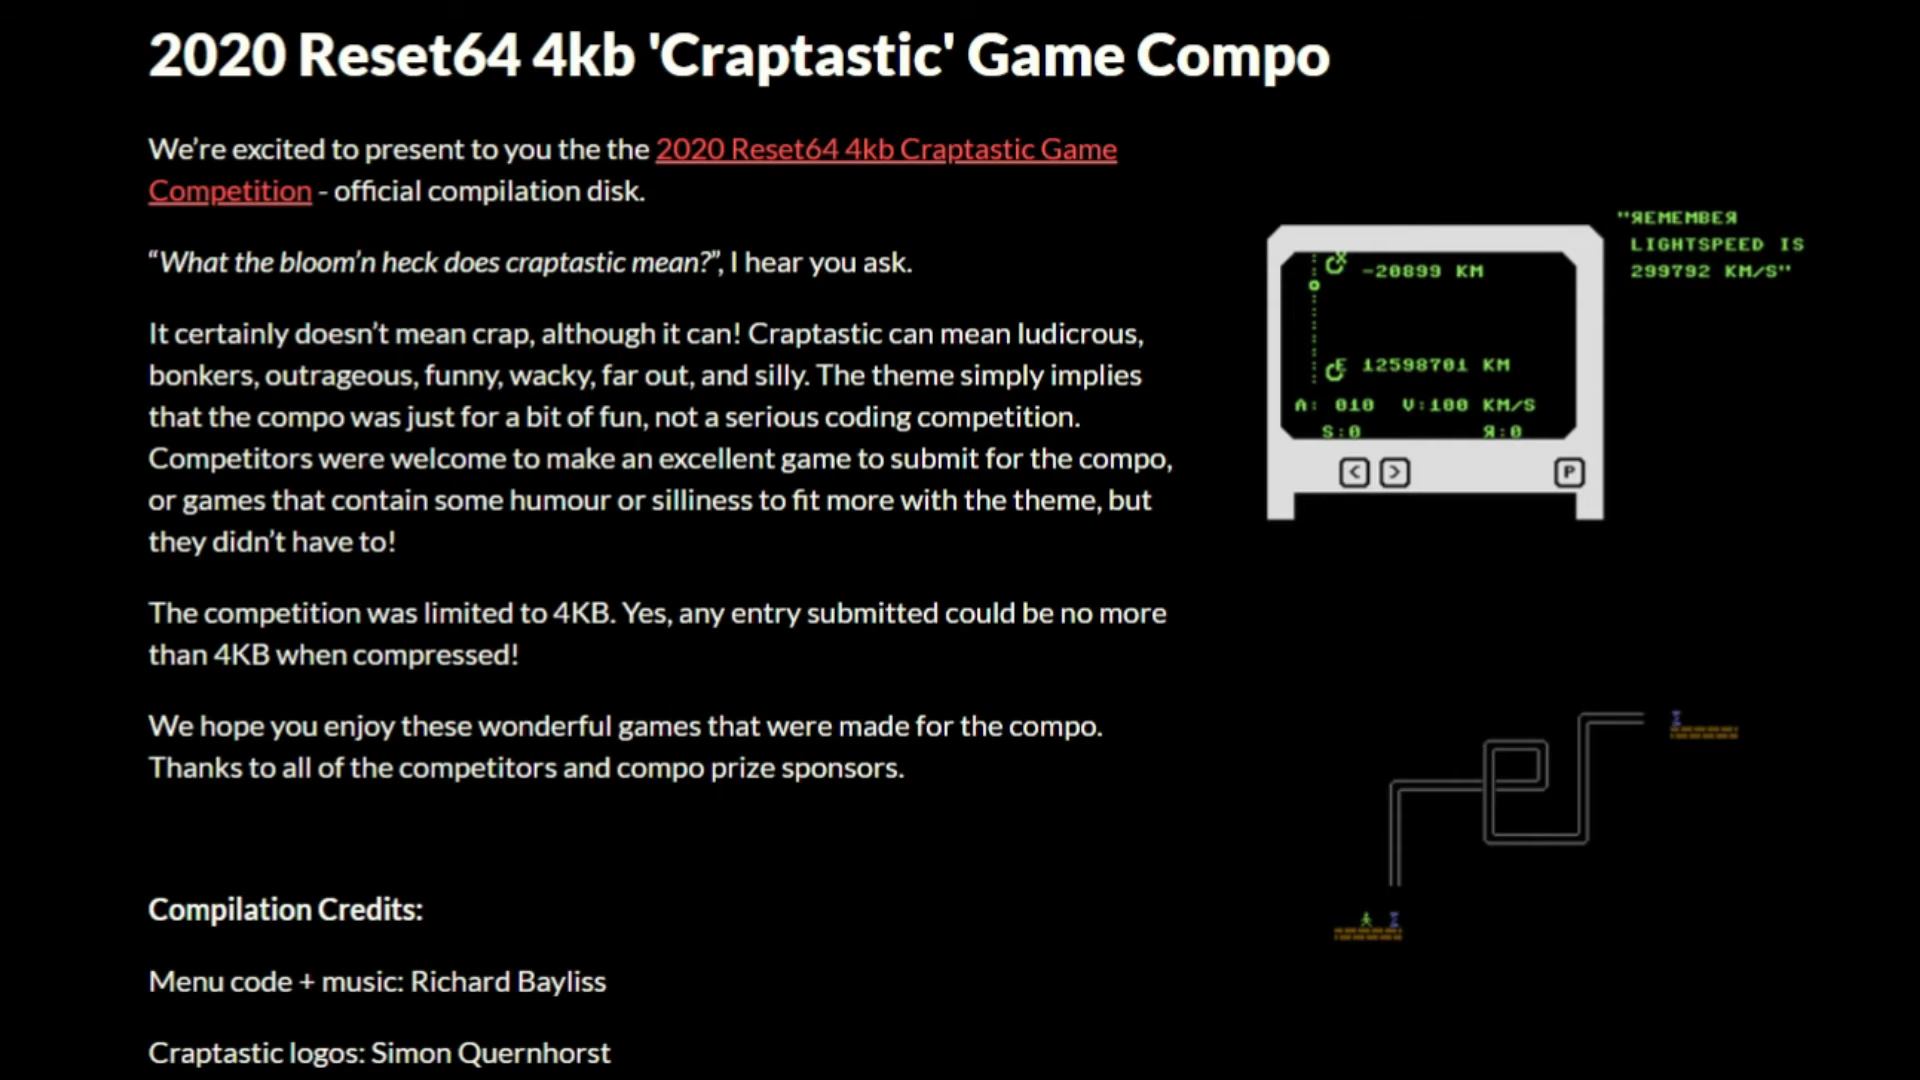 2020 Reset64 4kb 'Craptastic' Game Compo
We’re excited to present to you the the 2020 Reset64 4kb Craptastic Game
Competition - official compilation disk.
“What the bloom’n heck does craptastic mean?”, I hear you ask.
It certainly doesn’t mean crap, although it can! Craptastic can mean ludicrous,
bonkers, outrageous, funny, wacky, far out, and silly. The theme simply implies
that the compo was just for a bit of fun, not a serious coding competition.
Competitors were welcome to make an excellent game to submit for the compo,
or games that contain some humour or silliness to fit more with the theme, but
they didn’t have to!
The competition was limited to 4KB. Yes, any entry submitted could be no more
than 4KB when compressed!
We hope you enjoy these wonderful games that were made for the compo.
Thanks to all of the competitors and compo prize sponsors.
Compilation Credits:
Menu code + music: Richard Bayliss
Craptastic logos: Simon Quernhorst
"ЯEMEMBEЯ
LIGHTSPEED IS
299792 KM/S"
X -20899 KM
E 12598701 KM
A: 010 V:100 KM/S
S:0 Я:0
< > P